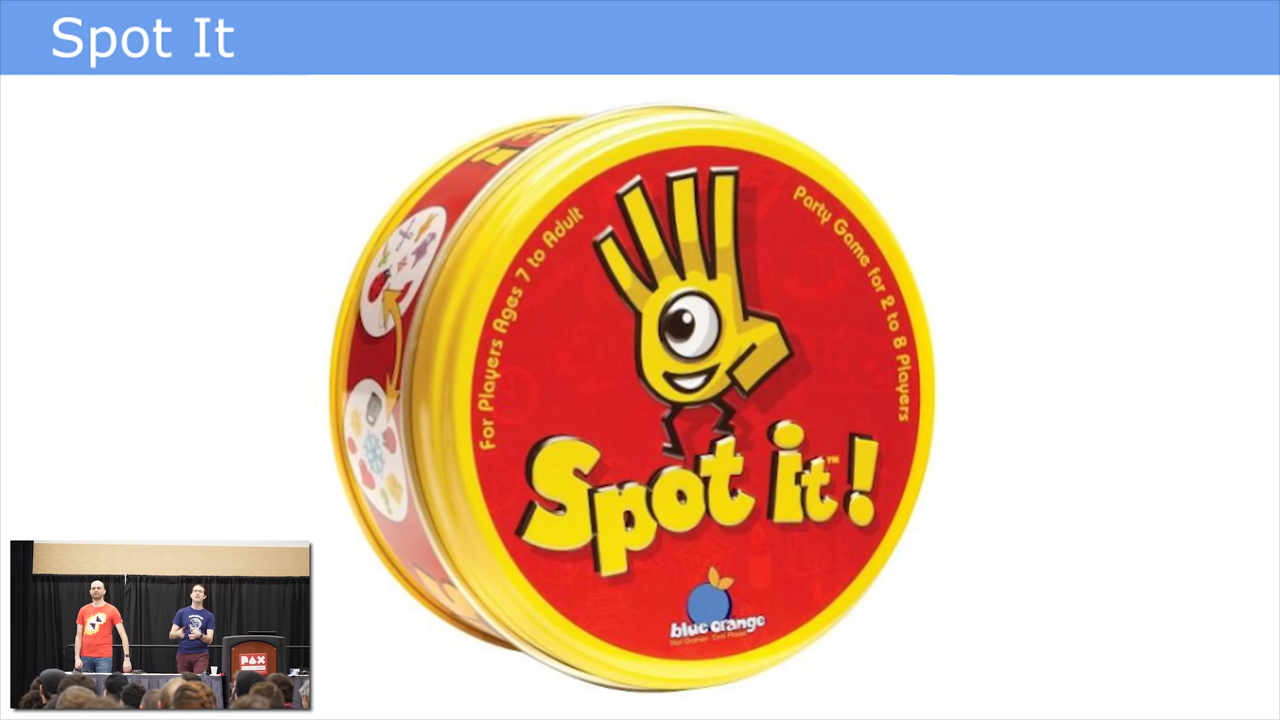 Spot It
For Players Ages 7 to Adult
Party Game for 2 to 8 Players
Spot it!™
blue orange
PAX